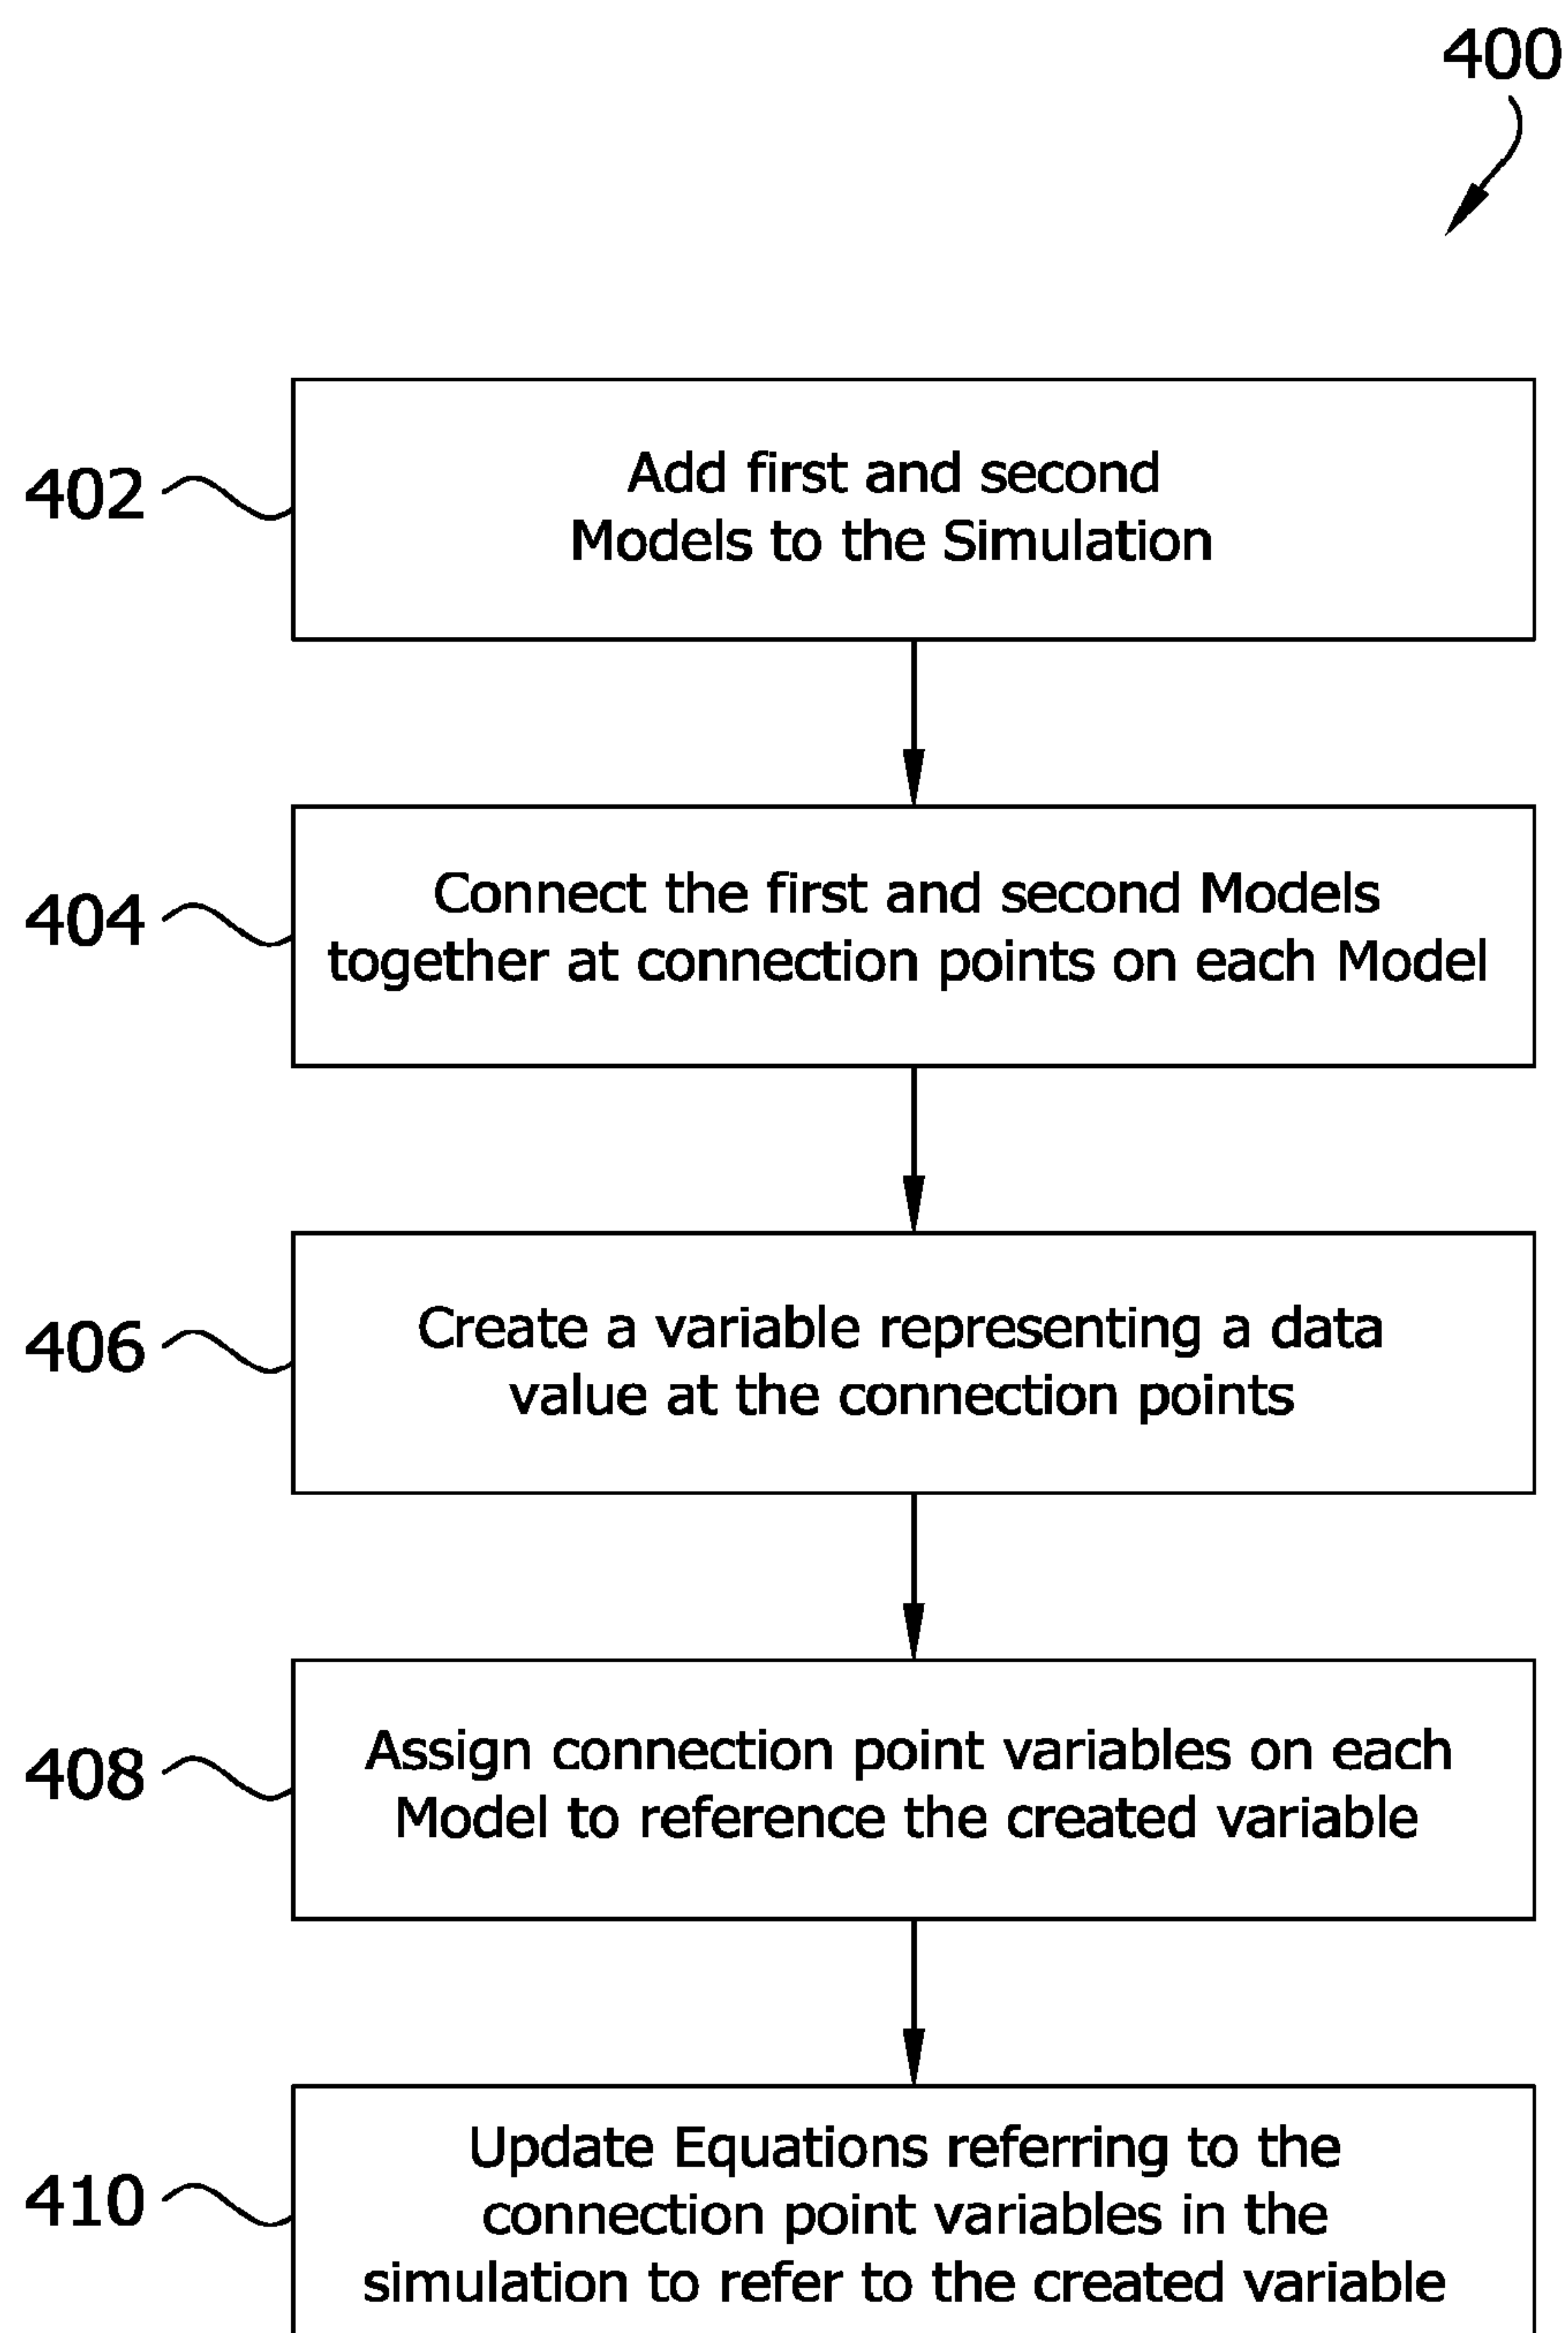 400
402
Add first and second
Models to the Simulation
404
Connect the first and second Models
together at connection points on each Model
406
Create a variable representing a data
value at the connection points
408
Assign connection point variables on each
Model to reference the created variable
410
Update Equations referring to the
connection point variables in the
simulation to refer to the created variable